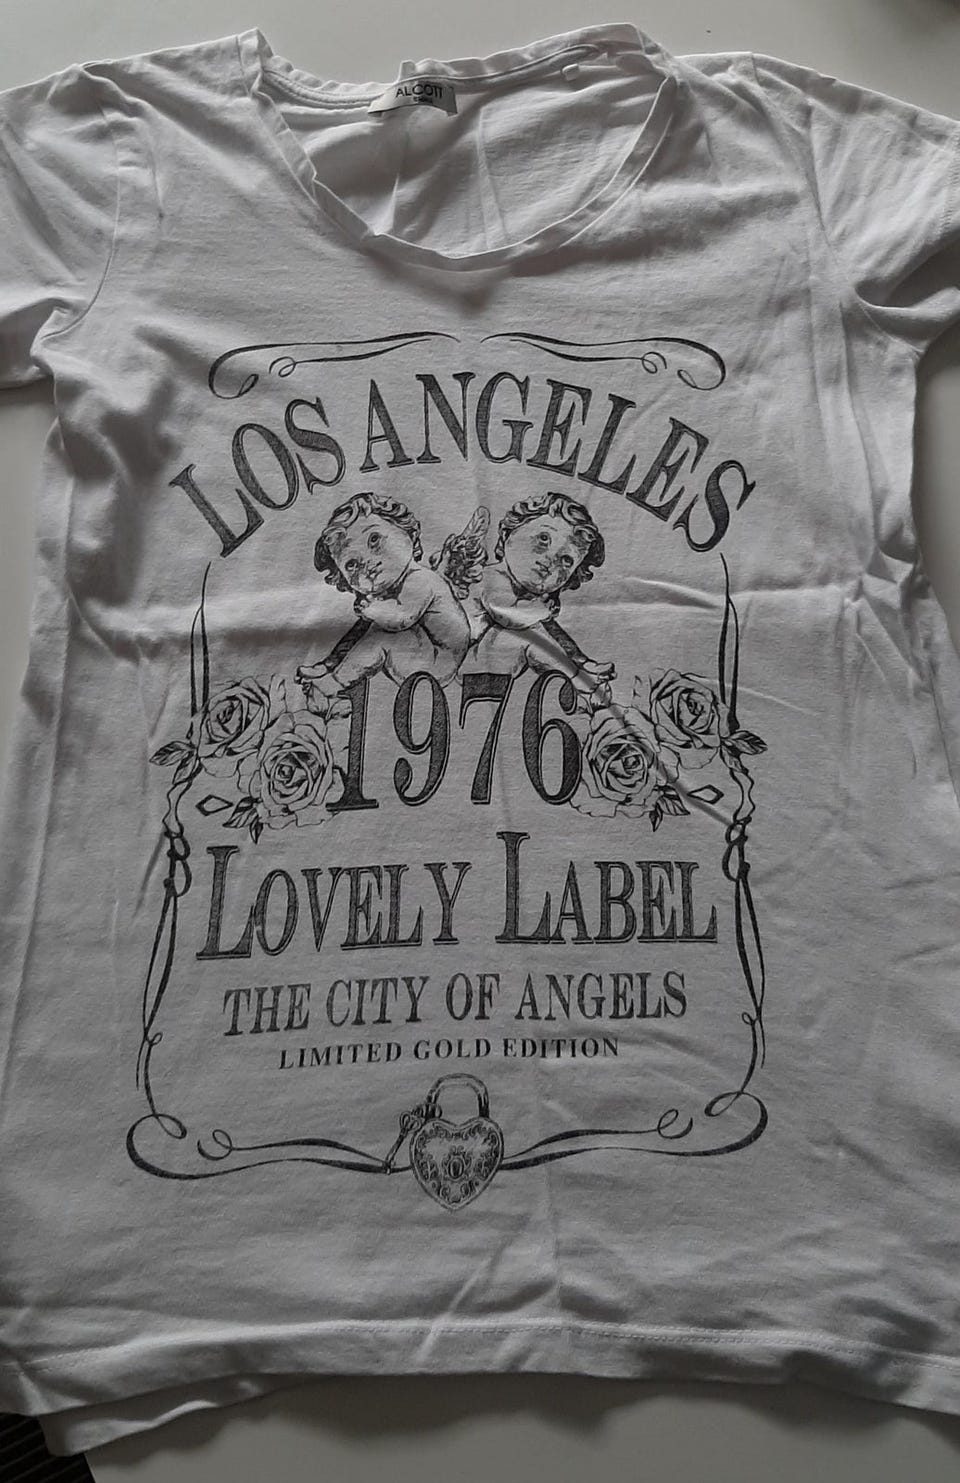 ALCOTT
LOS ANGELES
1976
LOVELY LABEL
THE CITY OF ANGELS
LIMITED GOLD EDITION